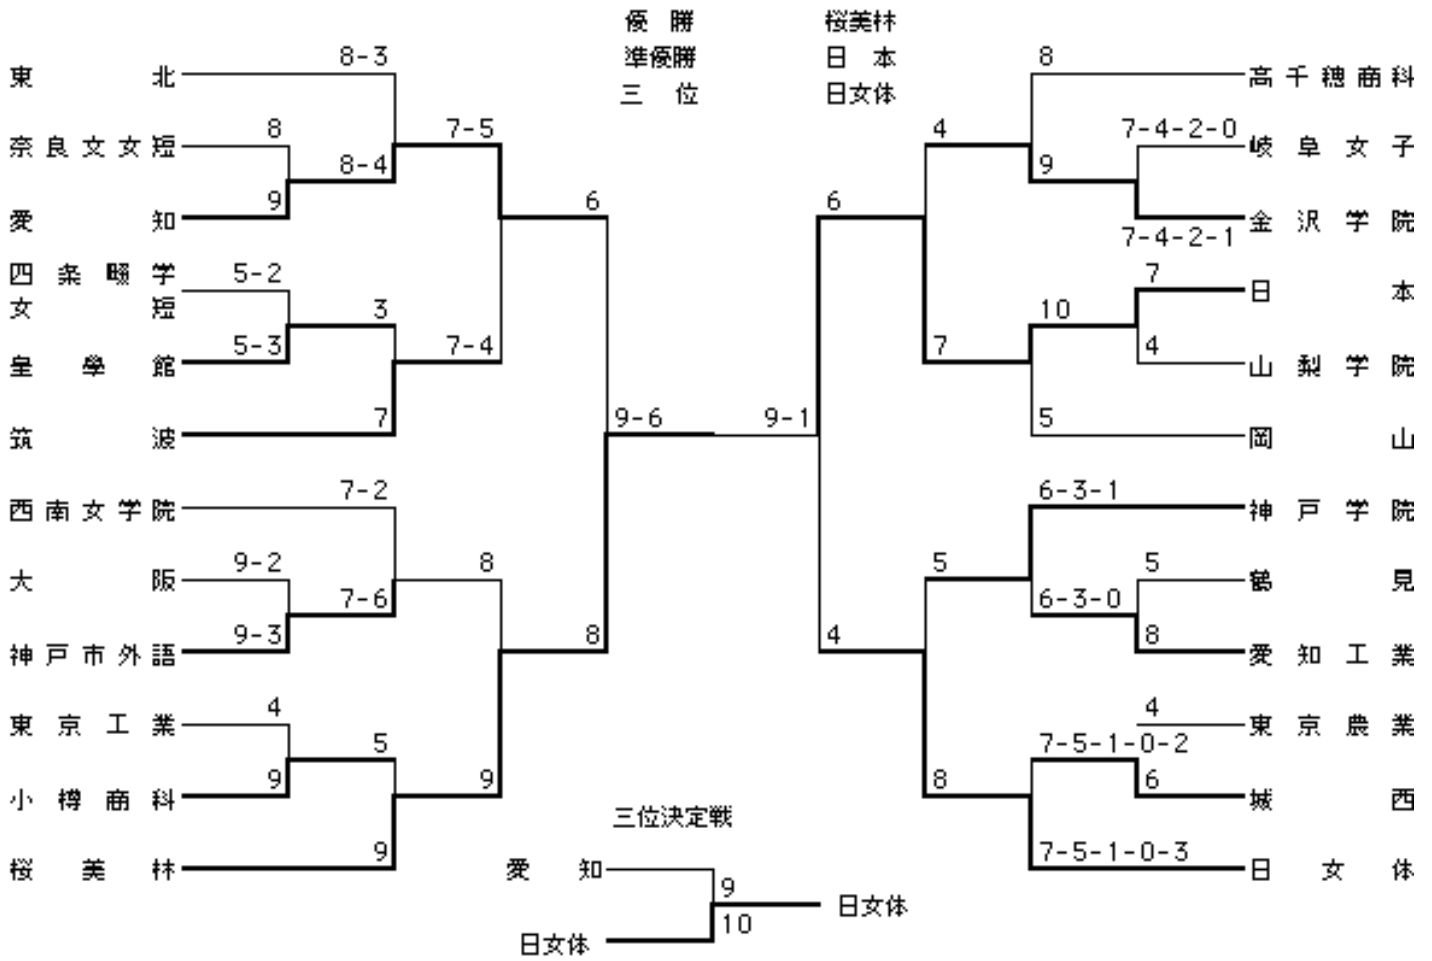 優勝 桜美林
準優勝 日本
三位 日女体
東北 8-3
奈良文女短 8
8-4
7-5
愛知 9
6
四条畷学女短 5-2
3
皇學館 5-3
7-4
筑波 7
9-6
西南女学院 7-2
大阪 9-2
7-6
8
神戸市外語 9-3
8
東京工業 4
5
小樽商科 9
9
桜美林 9
8 高千穂商科
4
7-4-2-0 岐阜女子
9
7-4-2-1 金沢学院
6
7 日本
10
4 山梨学院
7
5 岡山
9-1
6-3-1 神戸学院
5
5 鶴見
6-3-0
8 愛知工業
4
4 東京農業
7-5-1-0-2
6 城西
8
7-5-1-0-3 日女体
三位決定戦
愛知 9
日女体
日女体 10